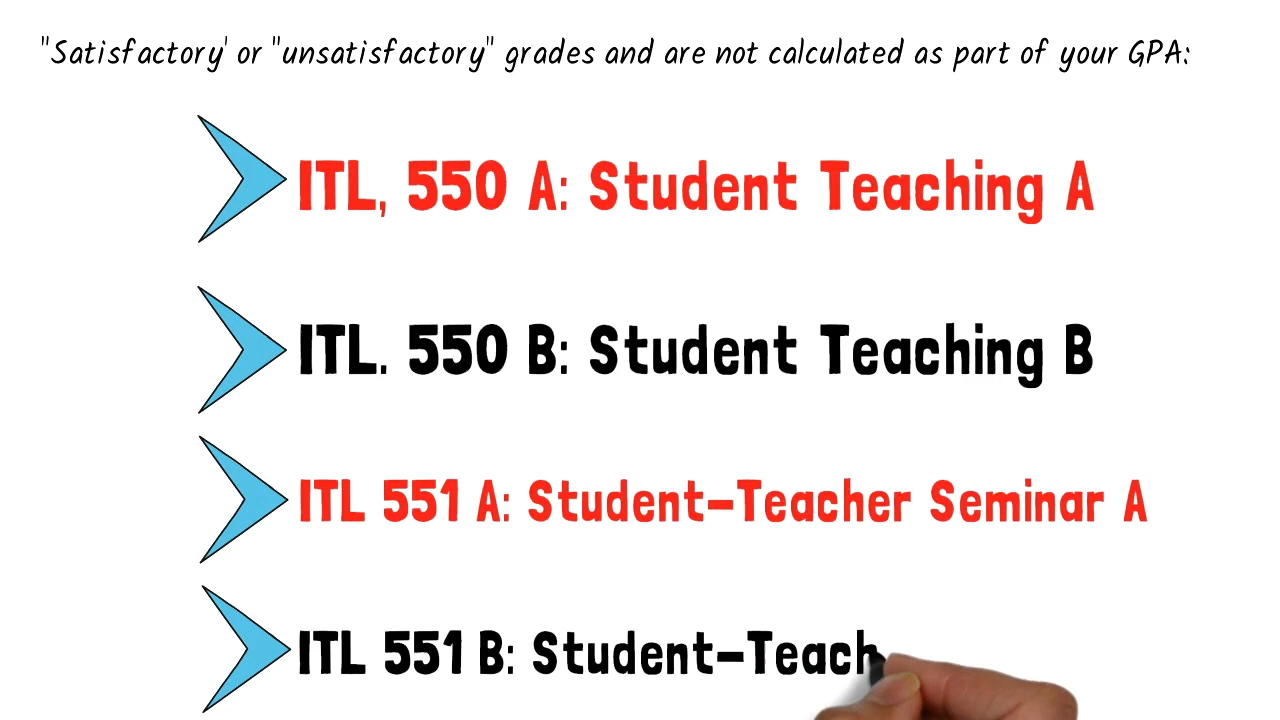 "Satisfactory' or "unsatisfactory" grades and are not calculated as part of your GPA:
ITL, 550 A: Student Teaching A
ITL. 550 B: Student Teaching B
ITL 551 A: Student-Teacher Seminar A
ITL 551 B: Student-Teach